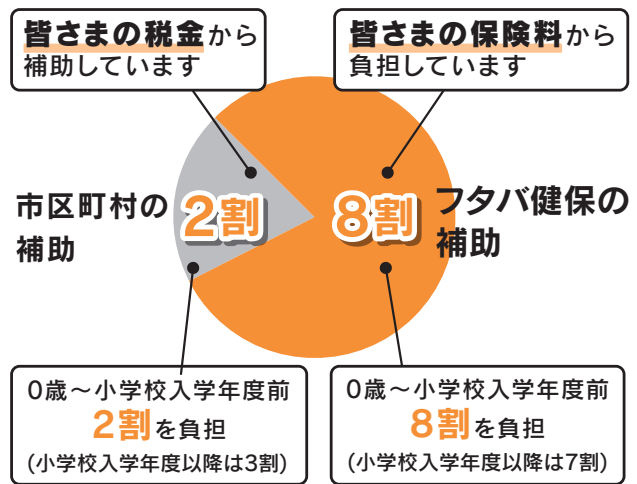 皆さまの税金から
補助しています
皆さまの保険料から
負担しています
市区町村の
補助
2割
8割
フタバ健保の
補助
0歳～小学校入学年度前
2割を負担
(小学校入学年度以降は3割)
0歳～小学校入学年度前
8割を負担
(小学校入学年度以降は7割)